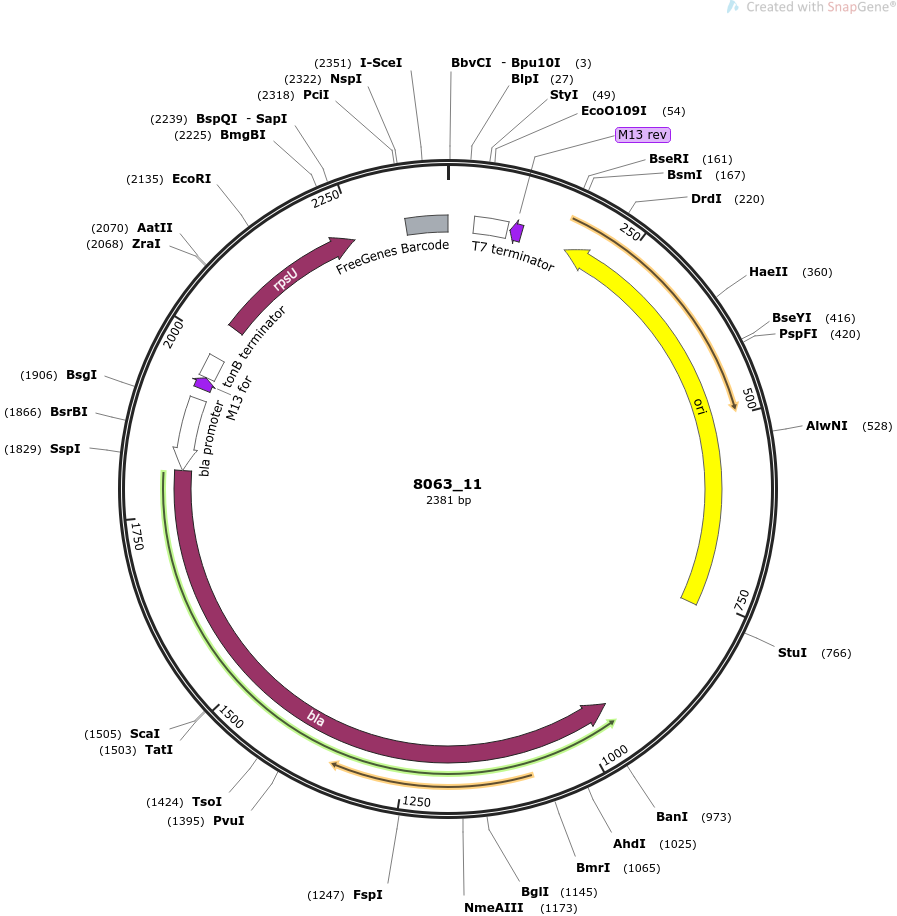 Created with SnapGene®
(2351) I-SceI
(2322) NspI
(2318) PciI
(2239) BspQI - SapI
(2225) BmgBI
(2135) EcoRI
(2070) AatII
(2068) ZraI
(1906) BsgI
(1866) BsrBI
(1829) SspI
(1505) ScaI
(1503) TatI
(1424) TsoI
(1395) PvuI
(1247) FspI
BbvCI - Bpu10I (3)
BlpI (27)
StyI (49)
EcoO109I (54)
M13 rev
BseRI (161)
BsmI (167)
DrdI (220)
HaeII (360)
BseYI (416)
PspFI (420)
AlwNI (528)
StuI (766)
BanI (973)
AhdI (1025)
BmrI (1065)
BglI (1145)
NmeAIII (1173)
250
500
750
1000
1250
1500
1750
2000
2250
FreeGenes Barcode
T7 terminator
rpsU
tonB terminator
M13 for
bla promoter
ori
bla
8063_11
2381 bp